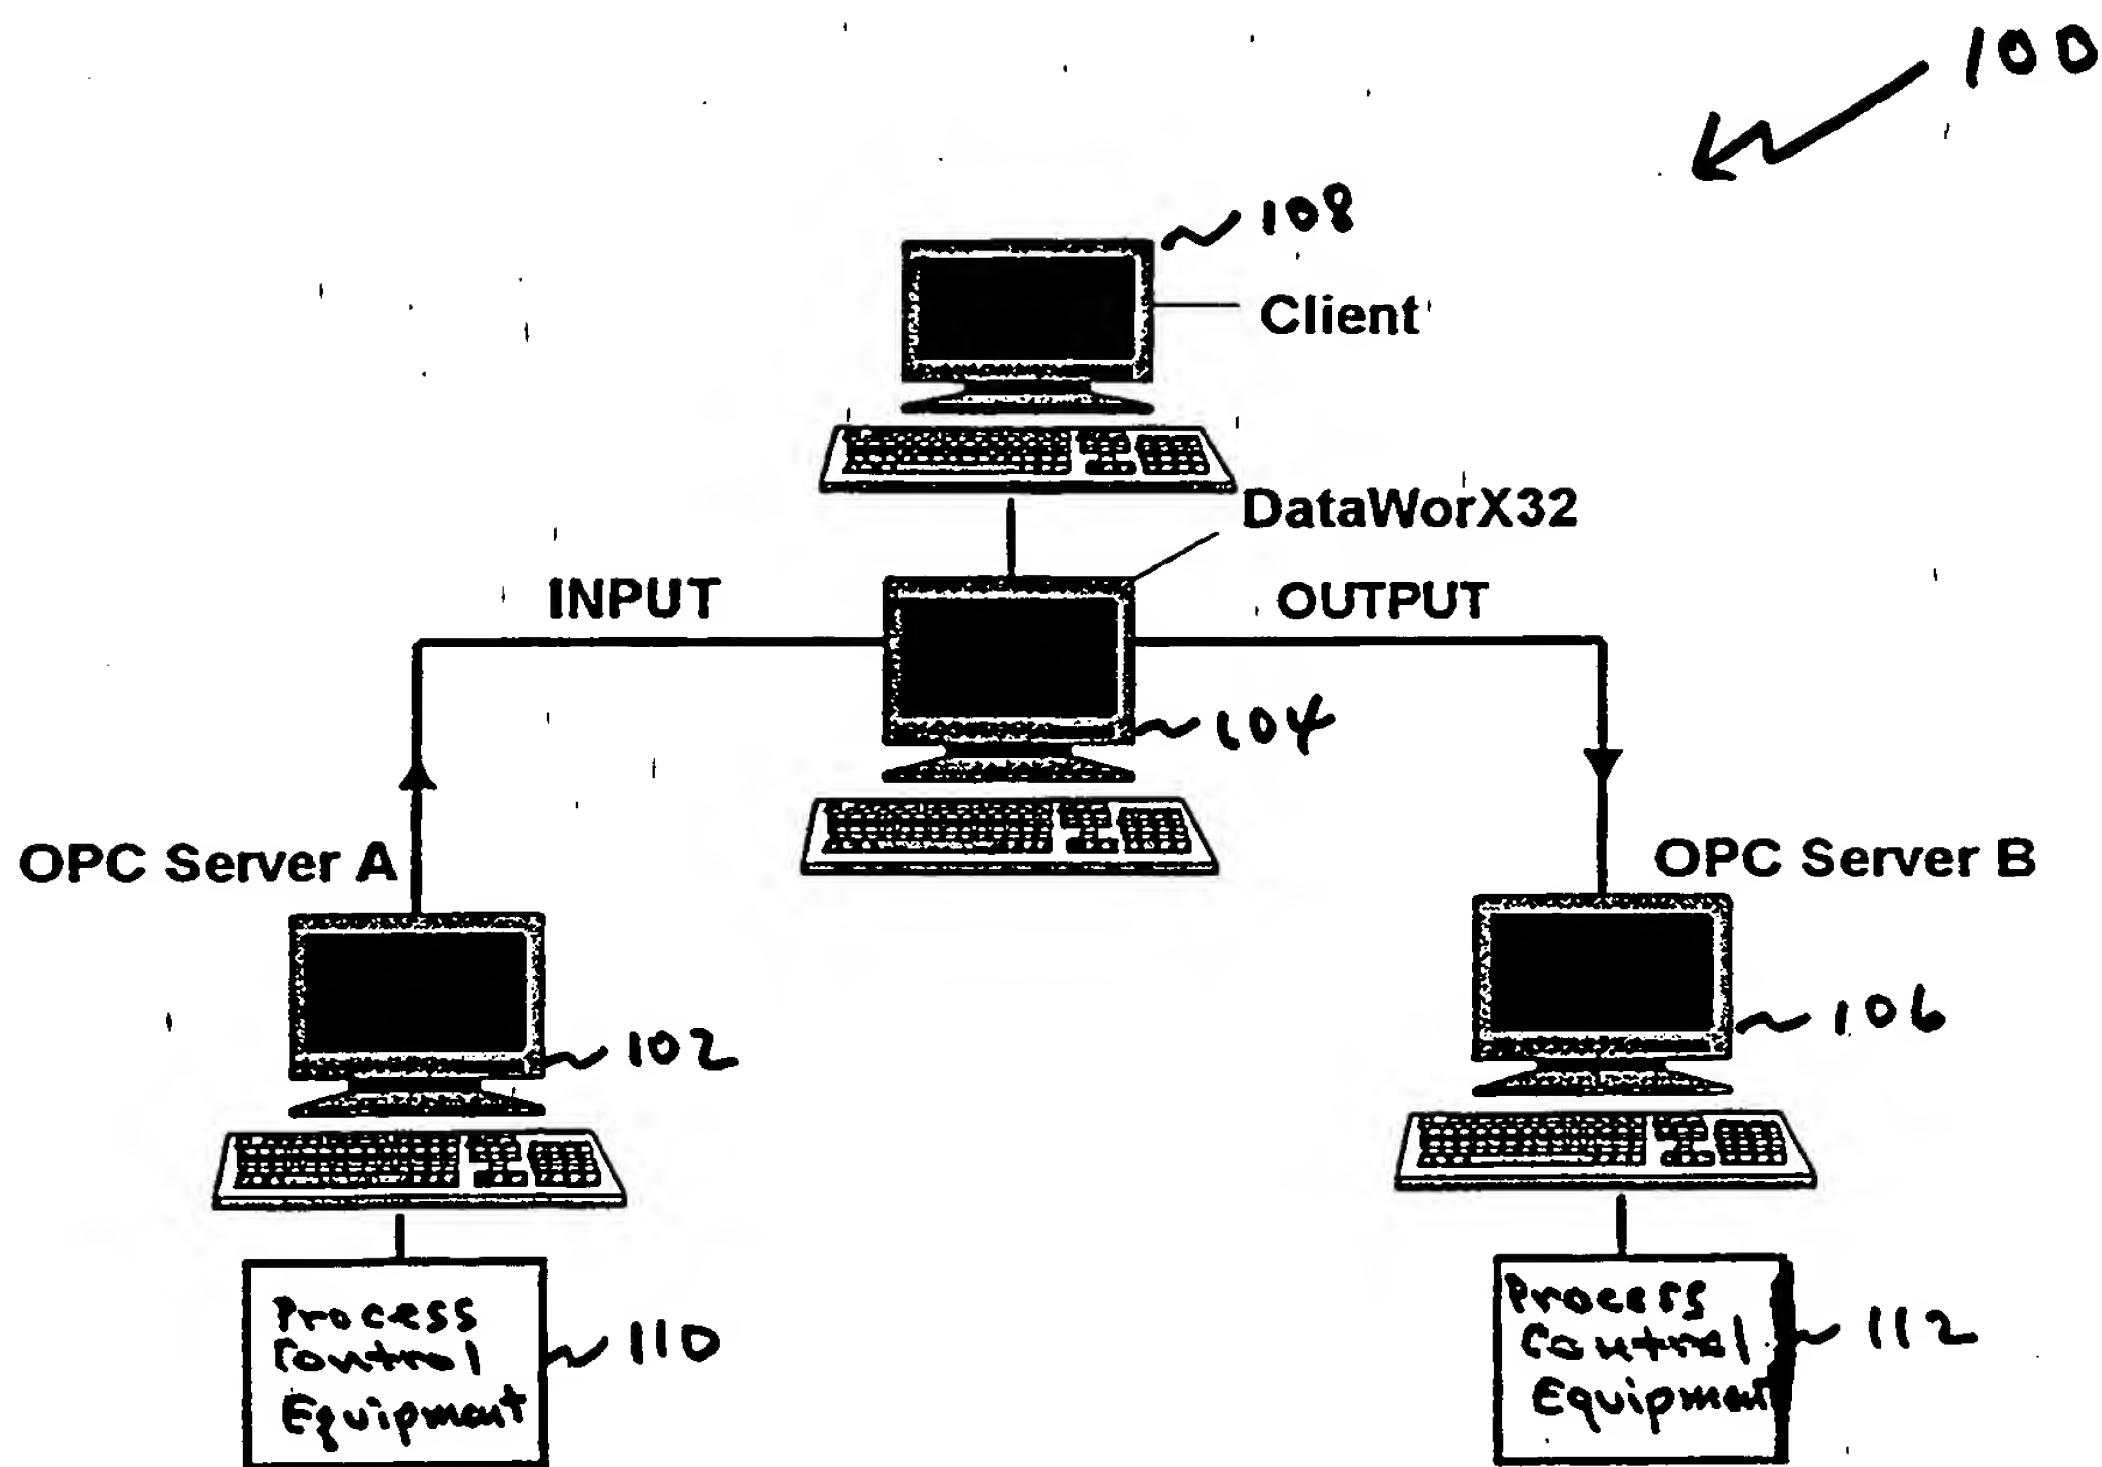 100
108
Client
DataWorX32
INPUT
OUTPUT
104
OPC Server A
OPC Server B
102
106
Process
Control
Equipment
110
Process
Control
Equipment
112